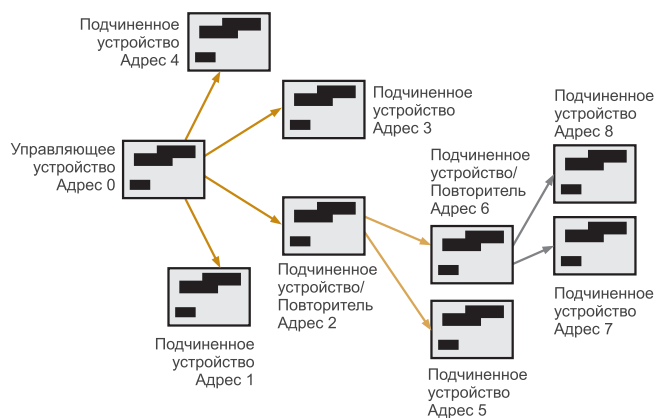 Подчиненное
устройство
Адрес 4
Подчиненное
устройство
Адрес 3
Подчиненное
устройство
Адрес 8
Управляющее
устройство
Адрес 0
Подчиненное
устройство/
Повторитель
Адрес 6
Подчиненное
устройство/
Повторитель
Адрес 2
Подчиненное
устройство
Адрес 7
Подчиненное
устройство
Адрес 1
Подчиненное
устройство
Адрес 5